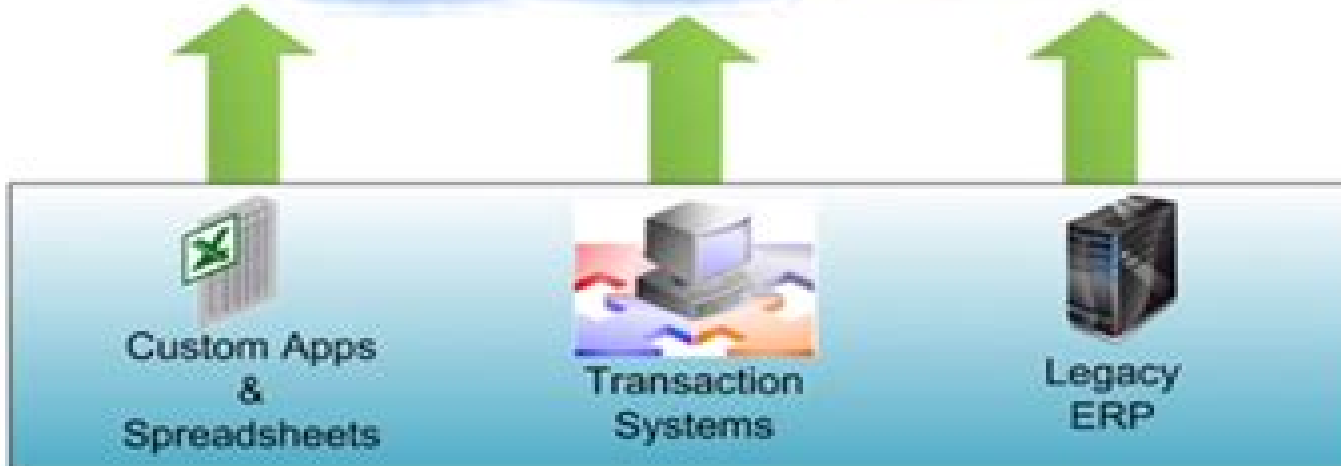 Custom Apps
&
Spreadsheets
Transaction
Systems
Legacy
ERP